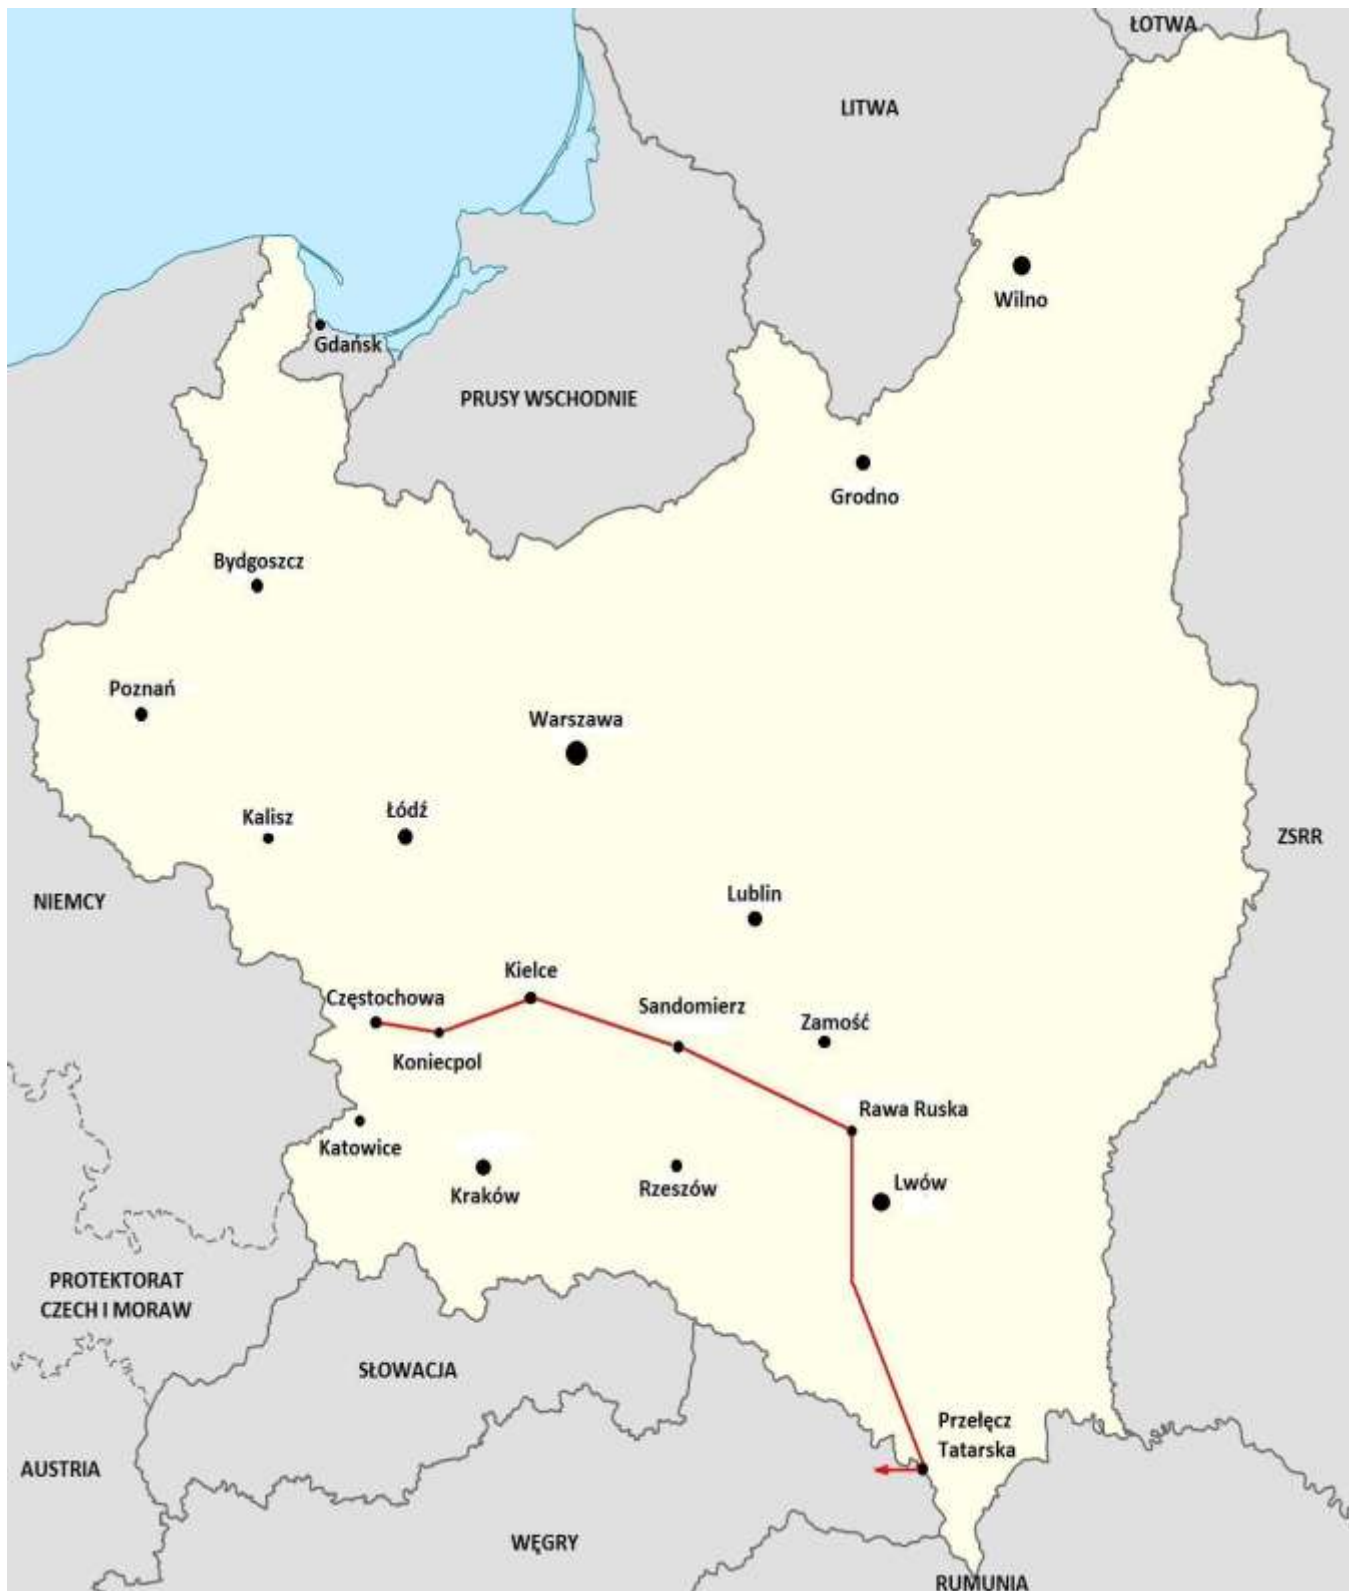 ŁOTWA
LITWA
Wilno
Gdańsk
PRUSY WSCHODNIE
Grodno
Bydgoszcz
Poznań
Warszawa
Kalisz
Łódź
ZSRR
NIEMCY
Lublin
Kielce
Częstochowa
Sandomierz
Zamość
Koniecpol
Rawa Ruska
Katowice
Kraków
Rzeszów
Lwów
PROTEKTORAT
CZECH I MORAW
SŁOWACJA
Przełęcz
Tatarska
AUSTRIA
WĘGRY
RUMUNIA